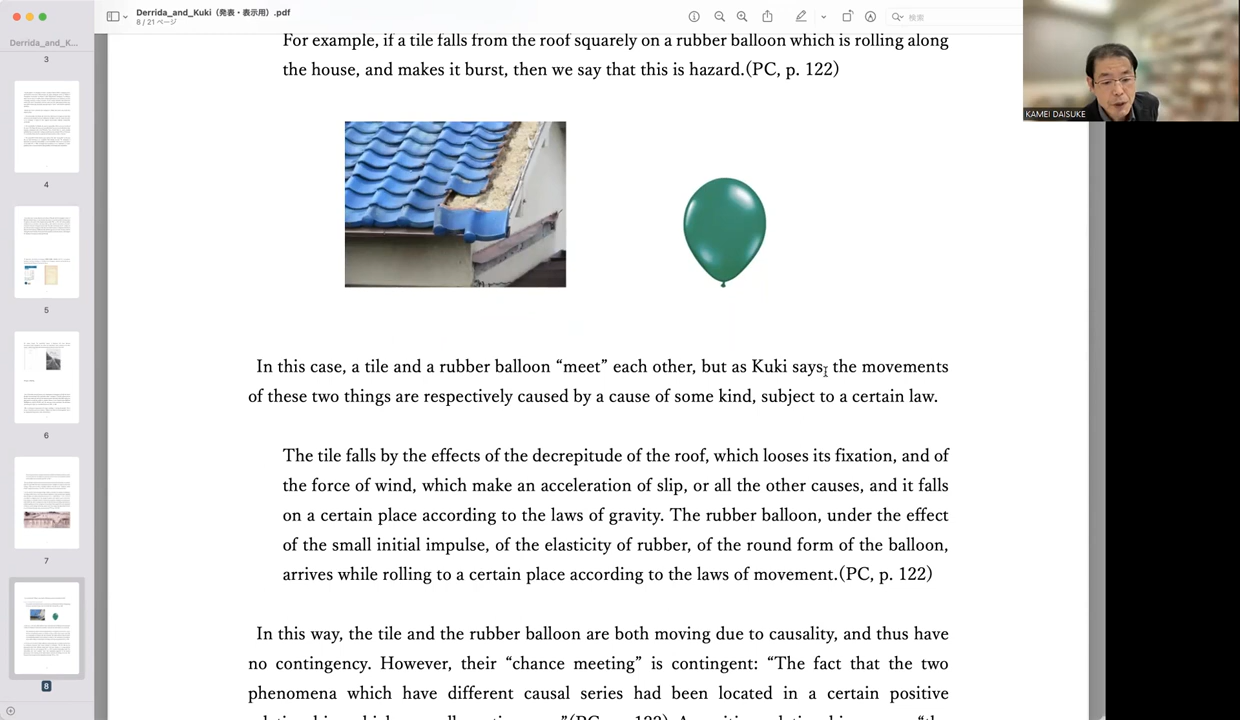 Derrida_and_Kuki（発表・表示用）.pdf
8 / 21 ページ
検索
Derrida_and_K...
3
4
5
6
7
8
KAMEI DAISUKE
For example, if a tile falls from the roof squarely on a rubber balloon which is rolling along
the house, and makes it burst, then we say that this is hazard.(PC, p. 122)
In this case, a tile and a rubber balloon “meet” each other, but as Kuki says, the movements
of these two things are respectively caused by a cause of some kind, subject to a certain law.
The tile falls by the effects of the decrepitude of the roof, which looses its fixation, and of
the force of wind, which make an acceleration of slip, or all the other causes, and it falls
on a certain place according to the laws of gravity. The rubber balloon, under the effect
of the small initial impulse, of the elasticity of rubber, of the round form of the balloon,
arrives while rolling to a certain place according to the laws of movement.(PC, p. 122)
In this way, the tile and the rubber balloon are both moving due to causality, and thus have
no contingency. However, their “chance meeting” is contingent: “The fact that the two
phenomena which have different causal series had been located in a certain positive